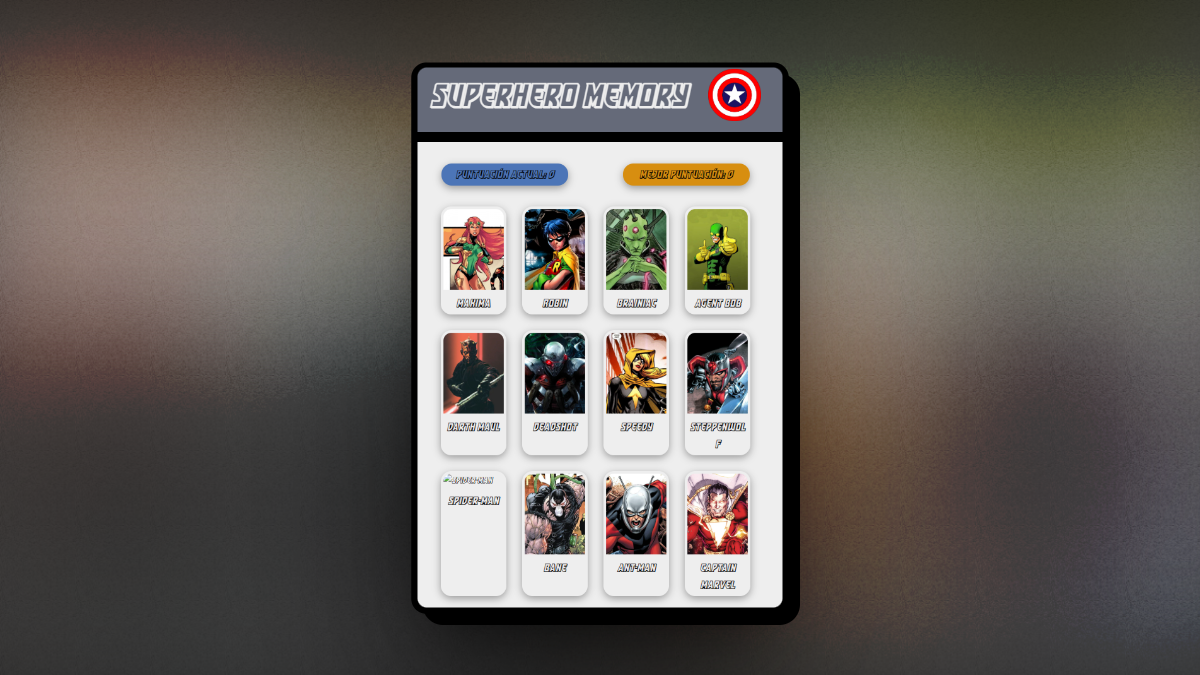 SUPERHERO MEMORY
PUNTUACIÓN ACTUAL: 0
MEJOR PUNTUACIÓN: 0
MAXIMA
ROBIN
BRAINIAC
AGENT BOB
DARTH MAUL
DEADSHOT
SPEEDY
STEPPENWOL
F
SPIDER-MAN
SPIDER-MAN
BANE
ANT-MAN
CAPTAIN
MARVEL